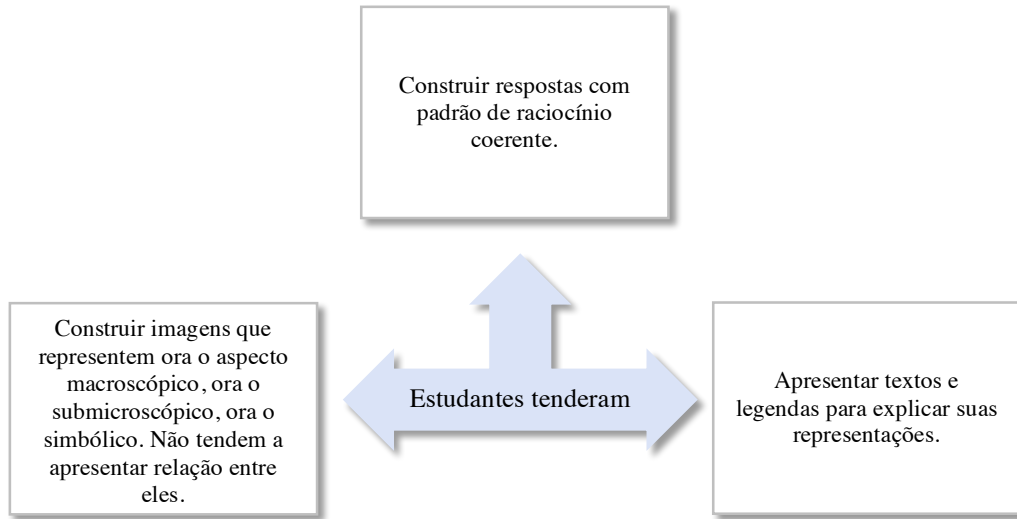 Construir respostas com
padrão de raciocínio
coerente.
Construir imagens que
representem ora o aspecto
macroscópico, ora o
submicroscópico, ora o
simbólico. Não tendem a
apresentar relação entre
eles.
Estudantes tenderam
Apresentar textos e
legendas para explicar suas
representações.